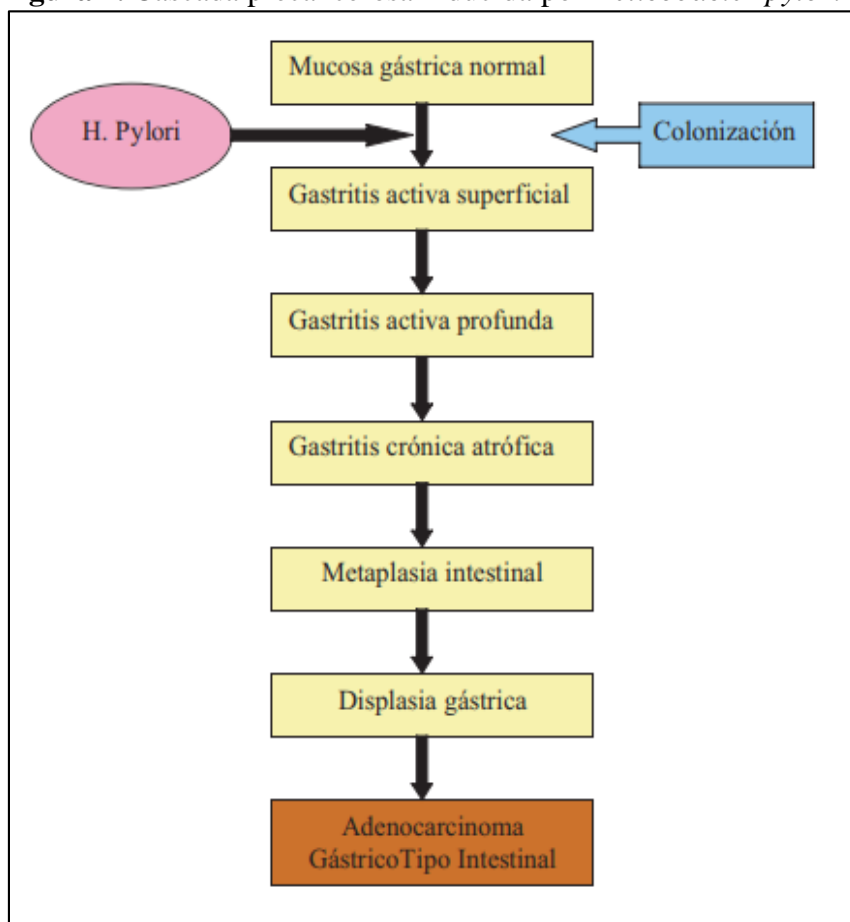 Mucosa gástrica normal
H. Pylori
Colonización
Gastritis activa superficial
Gastritis activa profunda
Gastritis crónica atrófica
Metaplasia intestinal
Displasia gástrica
Adenocarcinoma
GástricoTipo Intestinal